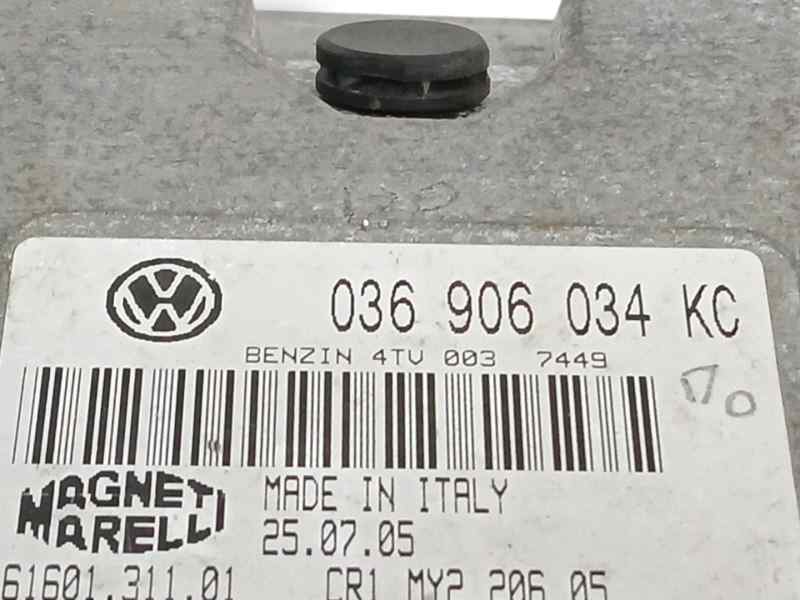 036 906 034 KC
BENZIN 4TV 003 7449
MAGNETI MARELLI
MADE IN ITALY
25.07.05
61601.311.01 CR1 MY2 206 05